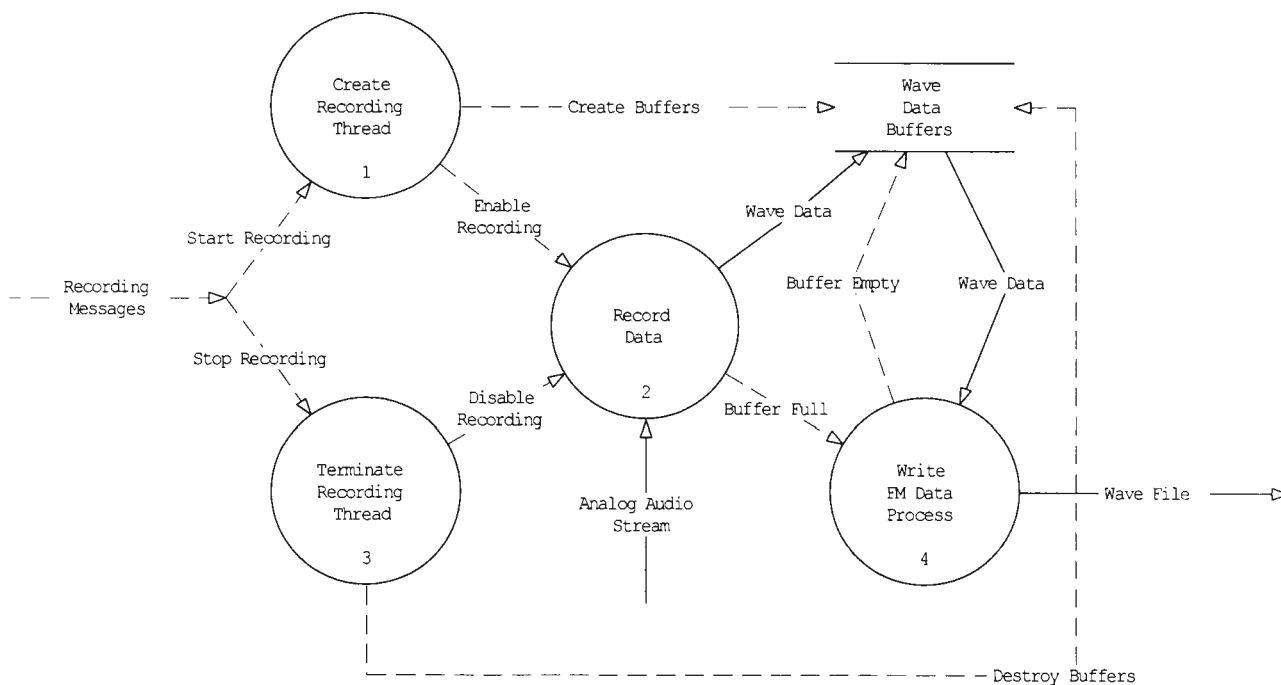 Create
Recording
Thread
1
Create Buffers
Wave
Data
Buffers
Enable
Recording
Wave Data
Start Recording
Recording
Messages
Buffer Empty
Wave Data
Record
Data
2
Stop Recording
Disable
Recording
Buffer Full
Terminate
Recording
Thread
3
Analog Audio
Stream
Write
FM Data
Process
4
Wave File
Destroy Buffers